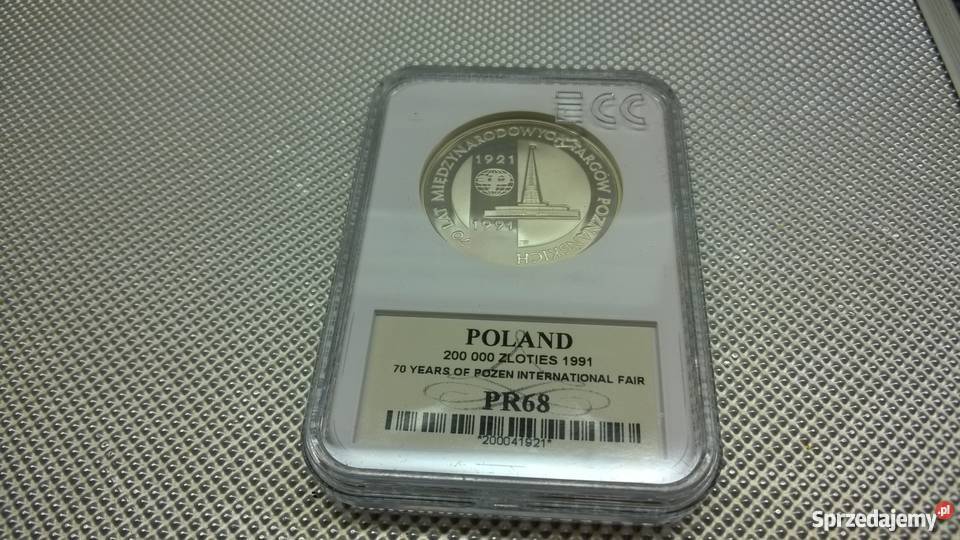 ECC
70 LAT MIĘDZYNARODOWYCH TARGÓW POZNAŃSKICH
1921
1991
POLAND
200 000 ZLOTIES 1991
70 YEARS OF POZEN INTERNATIONAL FAIR
PR68
*200041921*
Sprzedajemy.pl